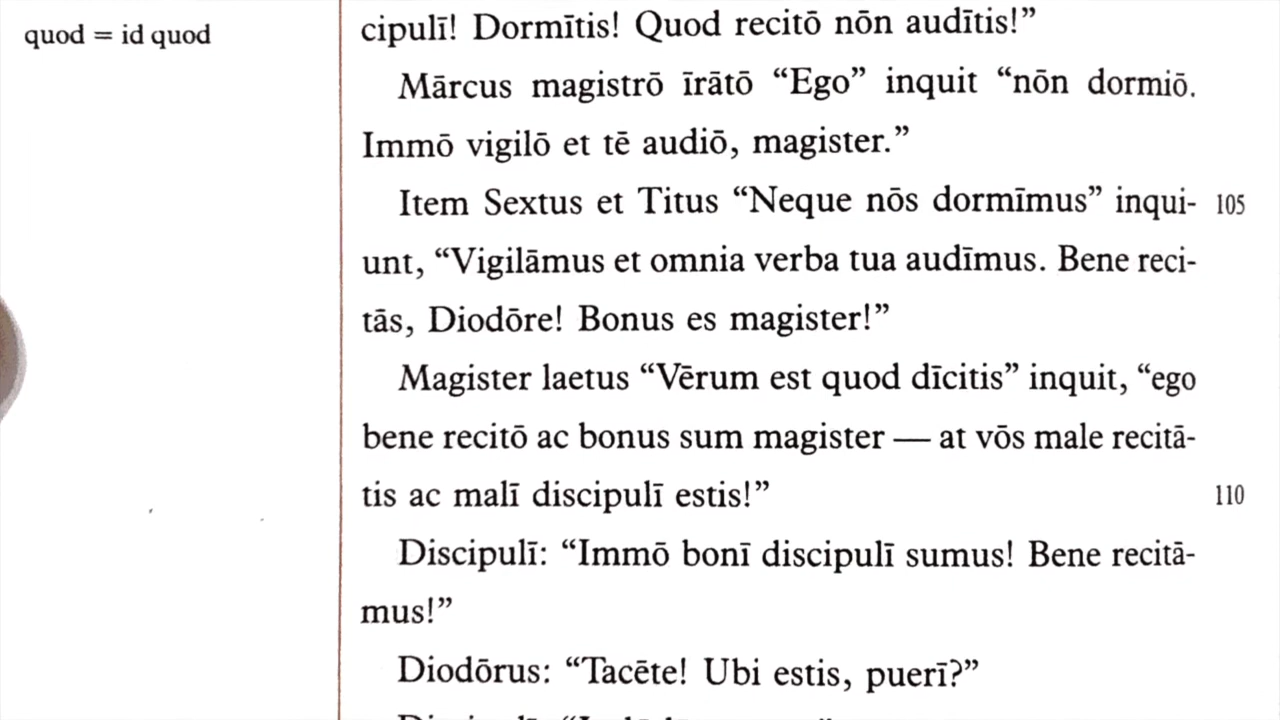 quod = id quod
cipulī! Dormītis! Quod recitō nōn audītis!”
Mārcus magistrō īrātō “Ego” inquit “nōn dormiō.
Immō vigilō et tē audiō, magister.”
Item Sextus et Titus “Neque nōs dormīmus” inqui- 105
unt, “Vigilāmus et omnia verba tua audīmus. Bene reci-
tās, Diodōre! Bonus es magister!”
Magister laetus “Vērum est quod dīcitis” inquit, “ego
bene recitō ac bonus sum magister — at vōs male recitā-
tis ac malī discipulī estis!” 110
Discipulī: “Immō bonī discipulī sumus! Bene recitā-
mus!”
Diodōrus: “Tacēte! Ubi estis, puerī?”